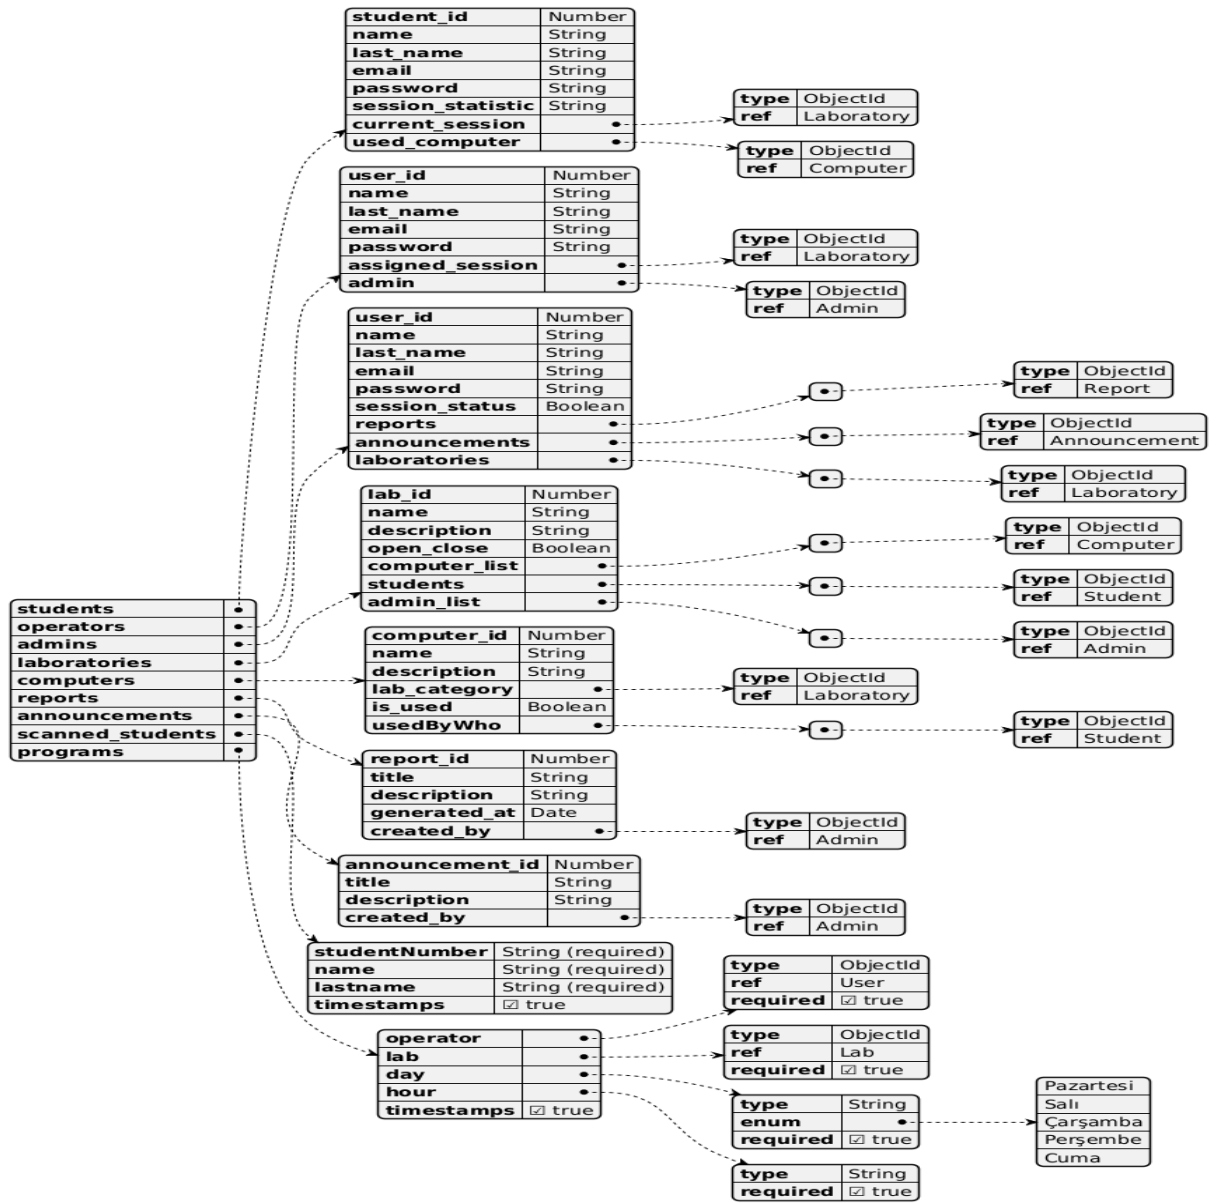 student_id Number
name String
last_name String
email String
password String
session_statistic String
current_session
used_computer
type ObjectId
ref Laboratory
type ObjectId
ref Computer
user_id Number
name String
last_name String
email String
password String
assigned_session
admin
type ObjectId
ref Laboratory
type ObjectId
ref Admin
user_id Number
name String
last_name String
email String
password String
session_status Boolean
reports
announcements
laboratories
type ObjectId
ref Report
type ObjectId
ref Announcement
type ObjectId
ref Laboratory
lab_id Number
name String
description String
open_close Boolean
computer_list
students
admin_list
type ObjectId
ref Computer
type ObjectId
ref Student
type ObjectId
ref Admin
students
operators
admins
laboratories
computers
reports
announcements
scanned_students
programs
computer_id Number
name String
description String
lab_category
is_used Boolean
usedByWho
type ObjectId
ref Laboratory
type ObjectId
ref Student
report_id Number
title String
description String
generated_at Date
created_by
type ObjectId
ref Admin
announcement_id Number
title String
description String
created_by
type ObjectId
ref Admin
studentNumber String (required)
name String (required)
lastname String (required)
timestamps ☑ true
operator
lab
day
hour
timestamps ☑ true
type ObjectId
ref User
required ☑ true
type ObjectId
ref Lab
required ☑ true
type String
enum
required ☑ true
Pazartesi
Salı
Çarşamba
Perşembe
Cuma
type String
required ☑ true